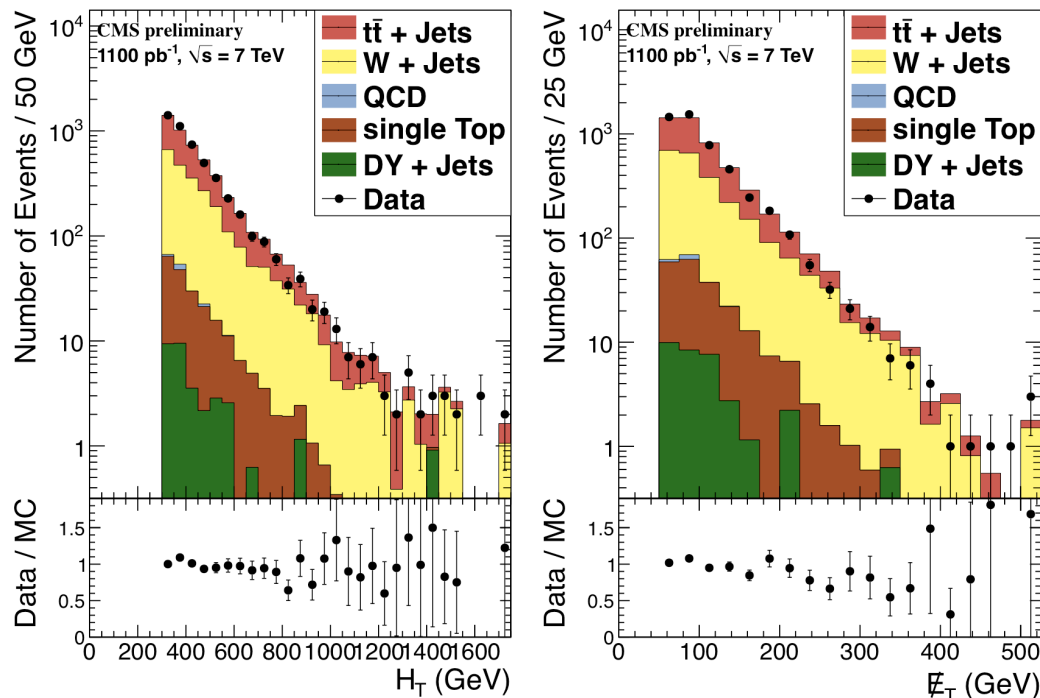 CMS preliminary
1100 pb⁻¹, √s = 7 TeV
tt̄ + Jets
W + Jets
QCD
single Top
DY + Jets
Data
Number of Events / 50 GeV
10⁴
10³
10²
10
1
Data / MC
1.5
1
0.5
0
0 200 400 600 800 1000 1200 1400 1600
H_T (GeV)
CMS preliminary
1100 pb⁻¹, √s = 7 TeV
tt̄ + Jets
W + Jets
QCD
single Top
DY + Jets
Data
Number of Events / 25 GeV
10⁴
10³
10²
10
1
Data / MC
1.5
1
0.5
0
0 100 200 300 400 500
E̸_T (GeV)